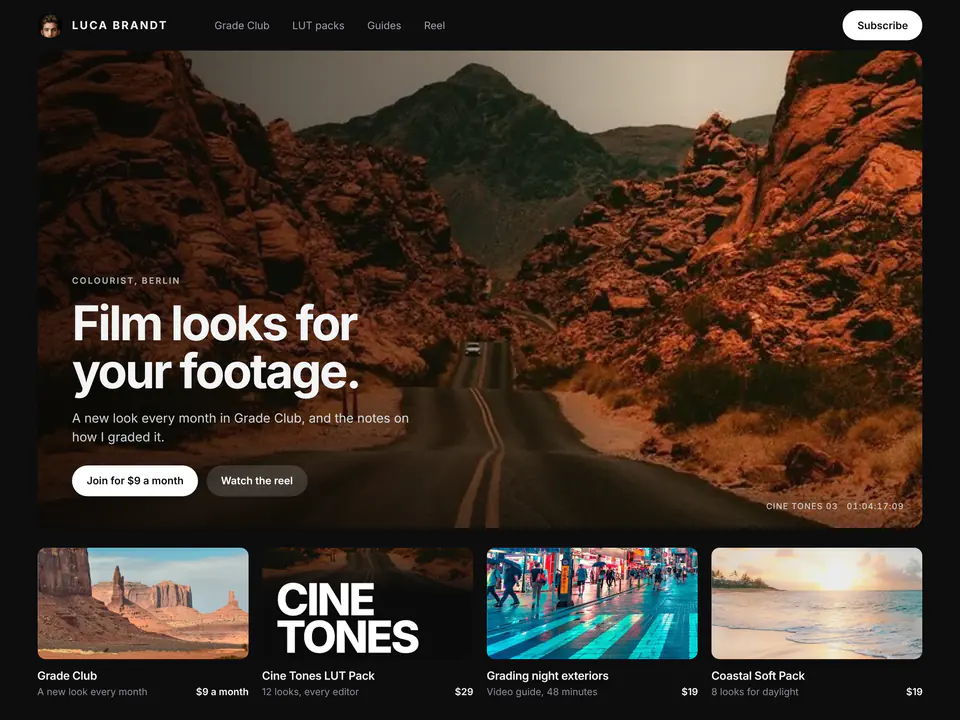 LUCA BRANDT
Grade Club
LUT packs
Guides
Reel
Subscribe
COLOURIST, BERLIN
Film looks for
your footage.
A new look every month in Grade Club, and the notes on
how I graded it.
Join for $9 a month
Watch the reel
CINE TONES 03 01:04:17:09
CINE
TONES
Grade Club
A new look every month
$9 a month
Cine Tones LUT Pack
12 looks, every editor
$29
Grading night exteriors
Video guide, 48 minutes
$19
Coastal Soft Pack
8 looks for daylight
$19